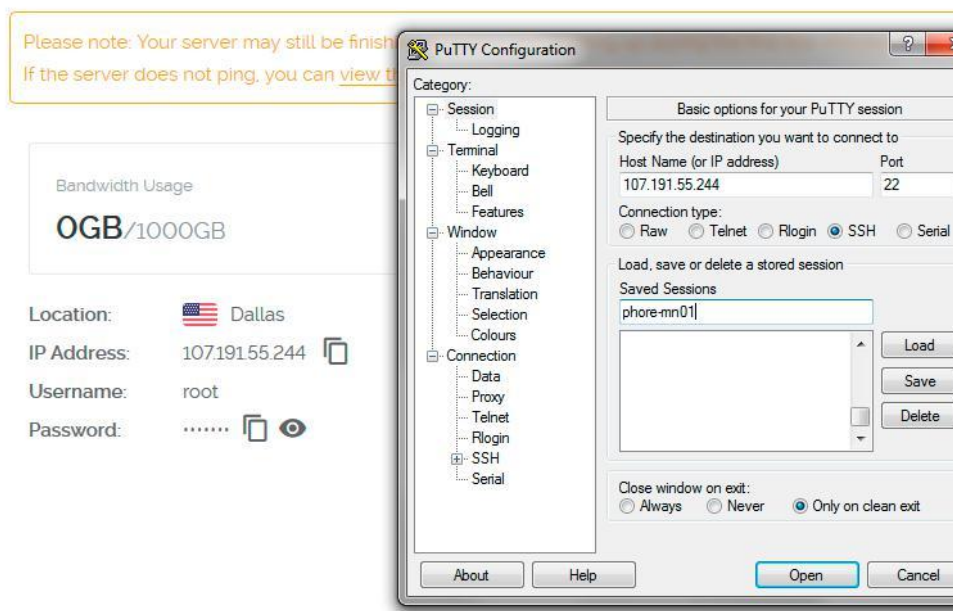 Please note: Your server may still be finish
If the server does not ping, you can view th
Bandwidth Usage
0GB/1000GB
Location: Dallas
IP Address: 107.191.55.244
Username: root
Password: ·······
PuTTY Configuration
?
Category:
Session
Logging
Terminal
Keyboard
Bell
Features
Window
Appearance
Behaviour
Translation
Selection
Colours
Connection
Data
Proxy
Telnet
Rlogin
SSH
Serial
Basic options for your PuTTY session
Specify the destination you want to connect to
Host Name (or IP address) Port
107.191.55.244 22
Connection type:
Raw Telnet Rlogin SSH Serial
Load, save or delete a stored session
Saved Sessions
phore-mn01
Load
Save
Delete
Close window on exit:
Always Never Only on clean exit
About Help Open Cancel